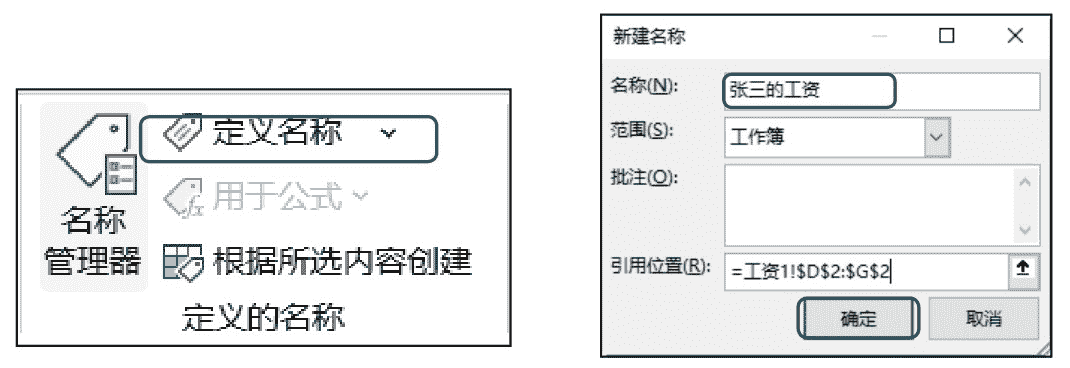 定义名称
用于公式
名称
管理器
根据所选内容创建
定义的名称
新建名称
名称(N):
张三的工资
范围(S):
工作簿
批注(O):
引用位置(R):
=工资1!$D$2:$G$2
确定
取消